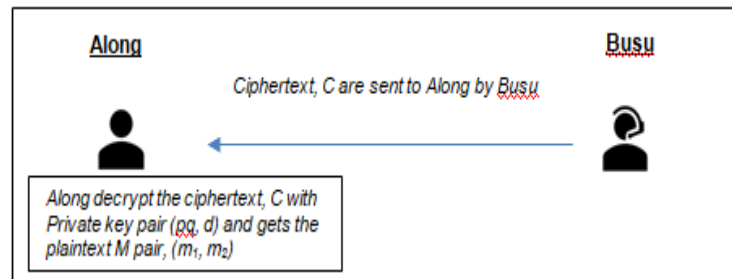 Along
Busu
Ciphertext, C are sent to Along by Busu
Along decrypt the ciphertext, C with
Private key pair (pq, d) and gets the
plaintext M pair, (m₁, m₂)